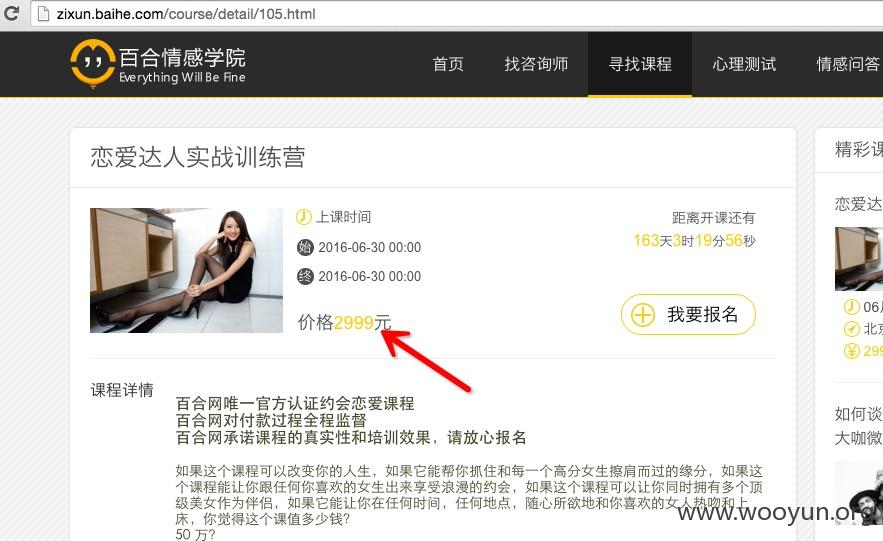 zixun.baihe.com/course/detail/105.html
百合情感学院
Everything Will Be Fine
首页
找咨询师
寻找课程
心理测试
情感问答
恋爱达人实战训练营
上课时间
始 2016-06-30 00:00
终 2016-06-30 00:00
价格2999元
距离开课还有
163天3时19分56秒
我要报名
课程详情
百合网唯一官方认证约会恋爱课程
百合网对付款过程全程监督
百合网承诺课程的真实性和培训效果，请放心报名
如果这个课程可以改变你的人生，如果它能帮你抓住和每一个高分女生擦肩而过的缘分，如果这
个课程能让你跟任何你喜欢的女生出来享受浪漫的约会，如果这个课程可以让你同时拥有多个顶
级美女作为伴侣，如果它能让你在任何时间，任何地点，随心所欲地和你喜欢的女人热吻和上
床，你觉得这个课值多少钱?
50 万?
精彩课
恋爱达
06月
北京
¥ 299
如何谈
大咖微
www.wooyun.org